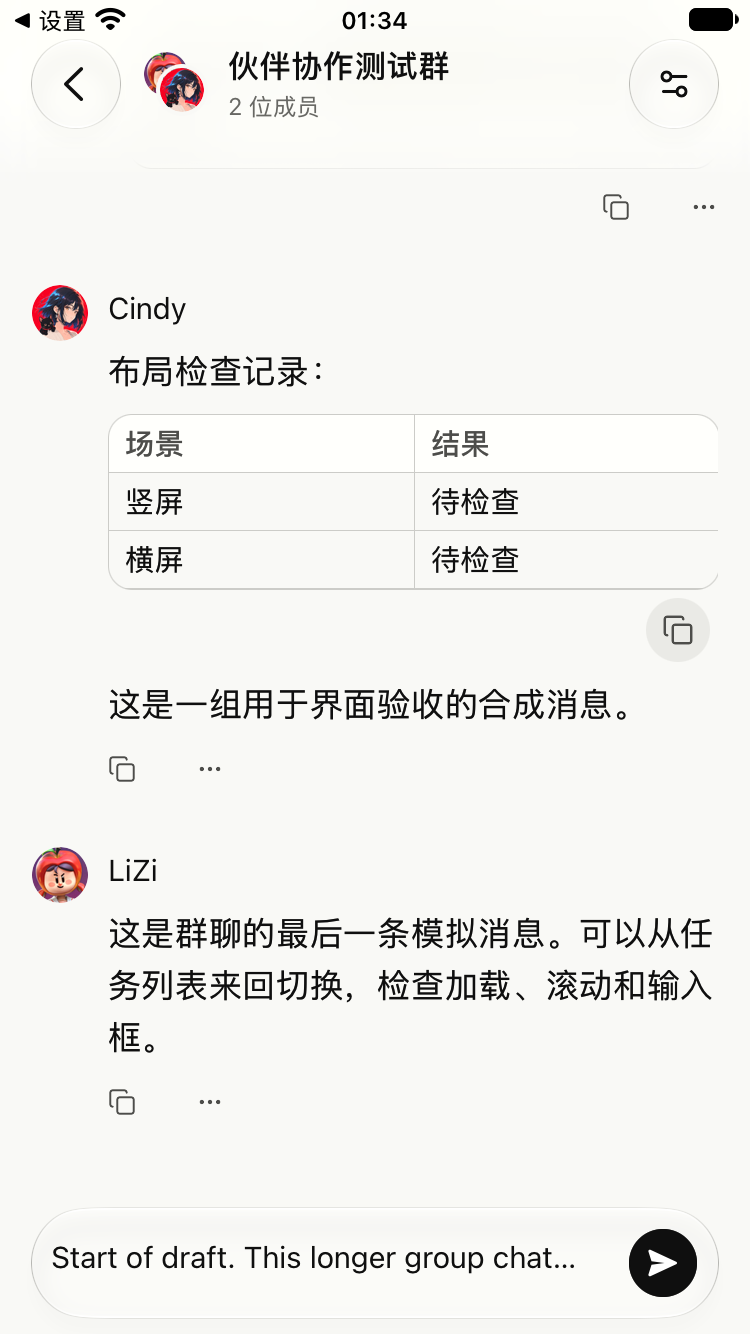 设置
01:34
伙伴协作测试群
2 位成员
Cindy
布局检查记录：
场景 结果
竖屏 待检查
横屏 待检查
这是一组用于界面验收的合成消息。
LiZi
这是群聊的最后一条模拟消息。可以从任
务列表来回切换，检查加载、滚动和输入
框。
Start of draft. This longer group chat...